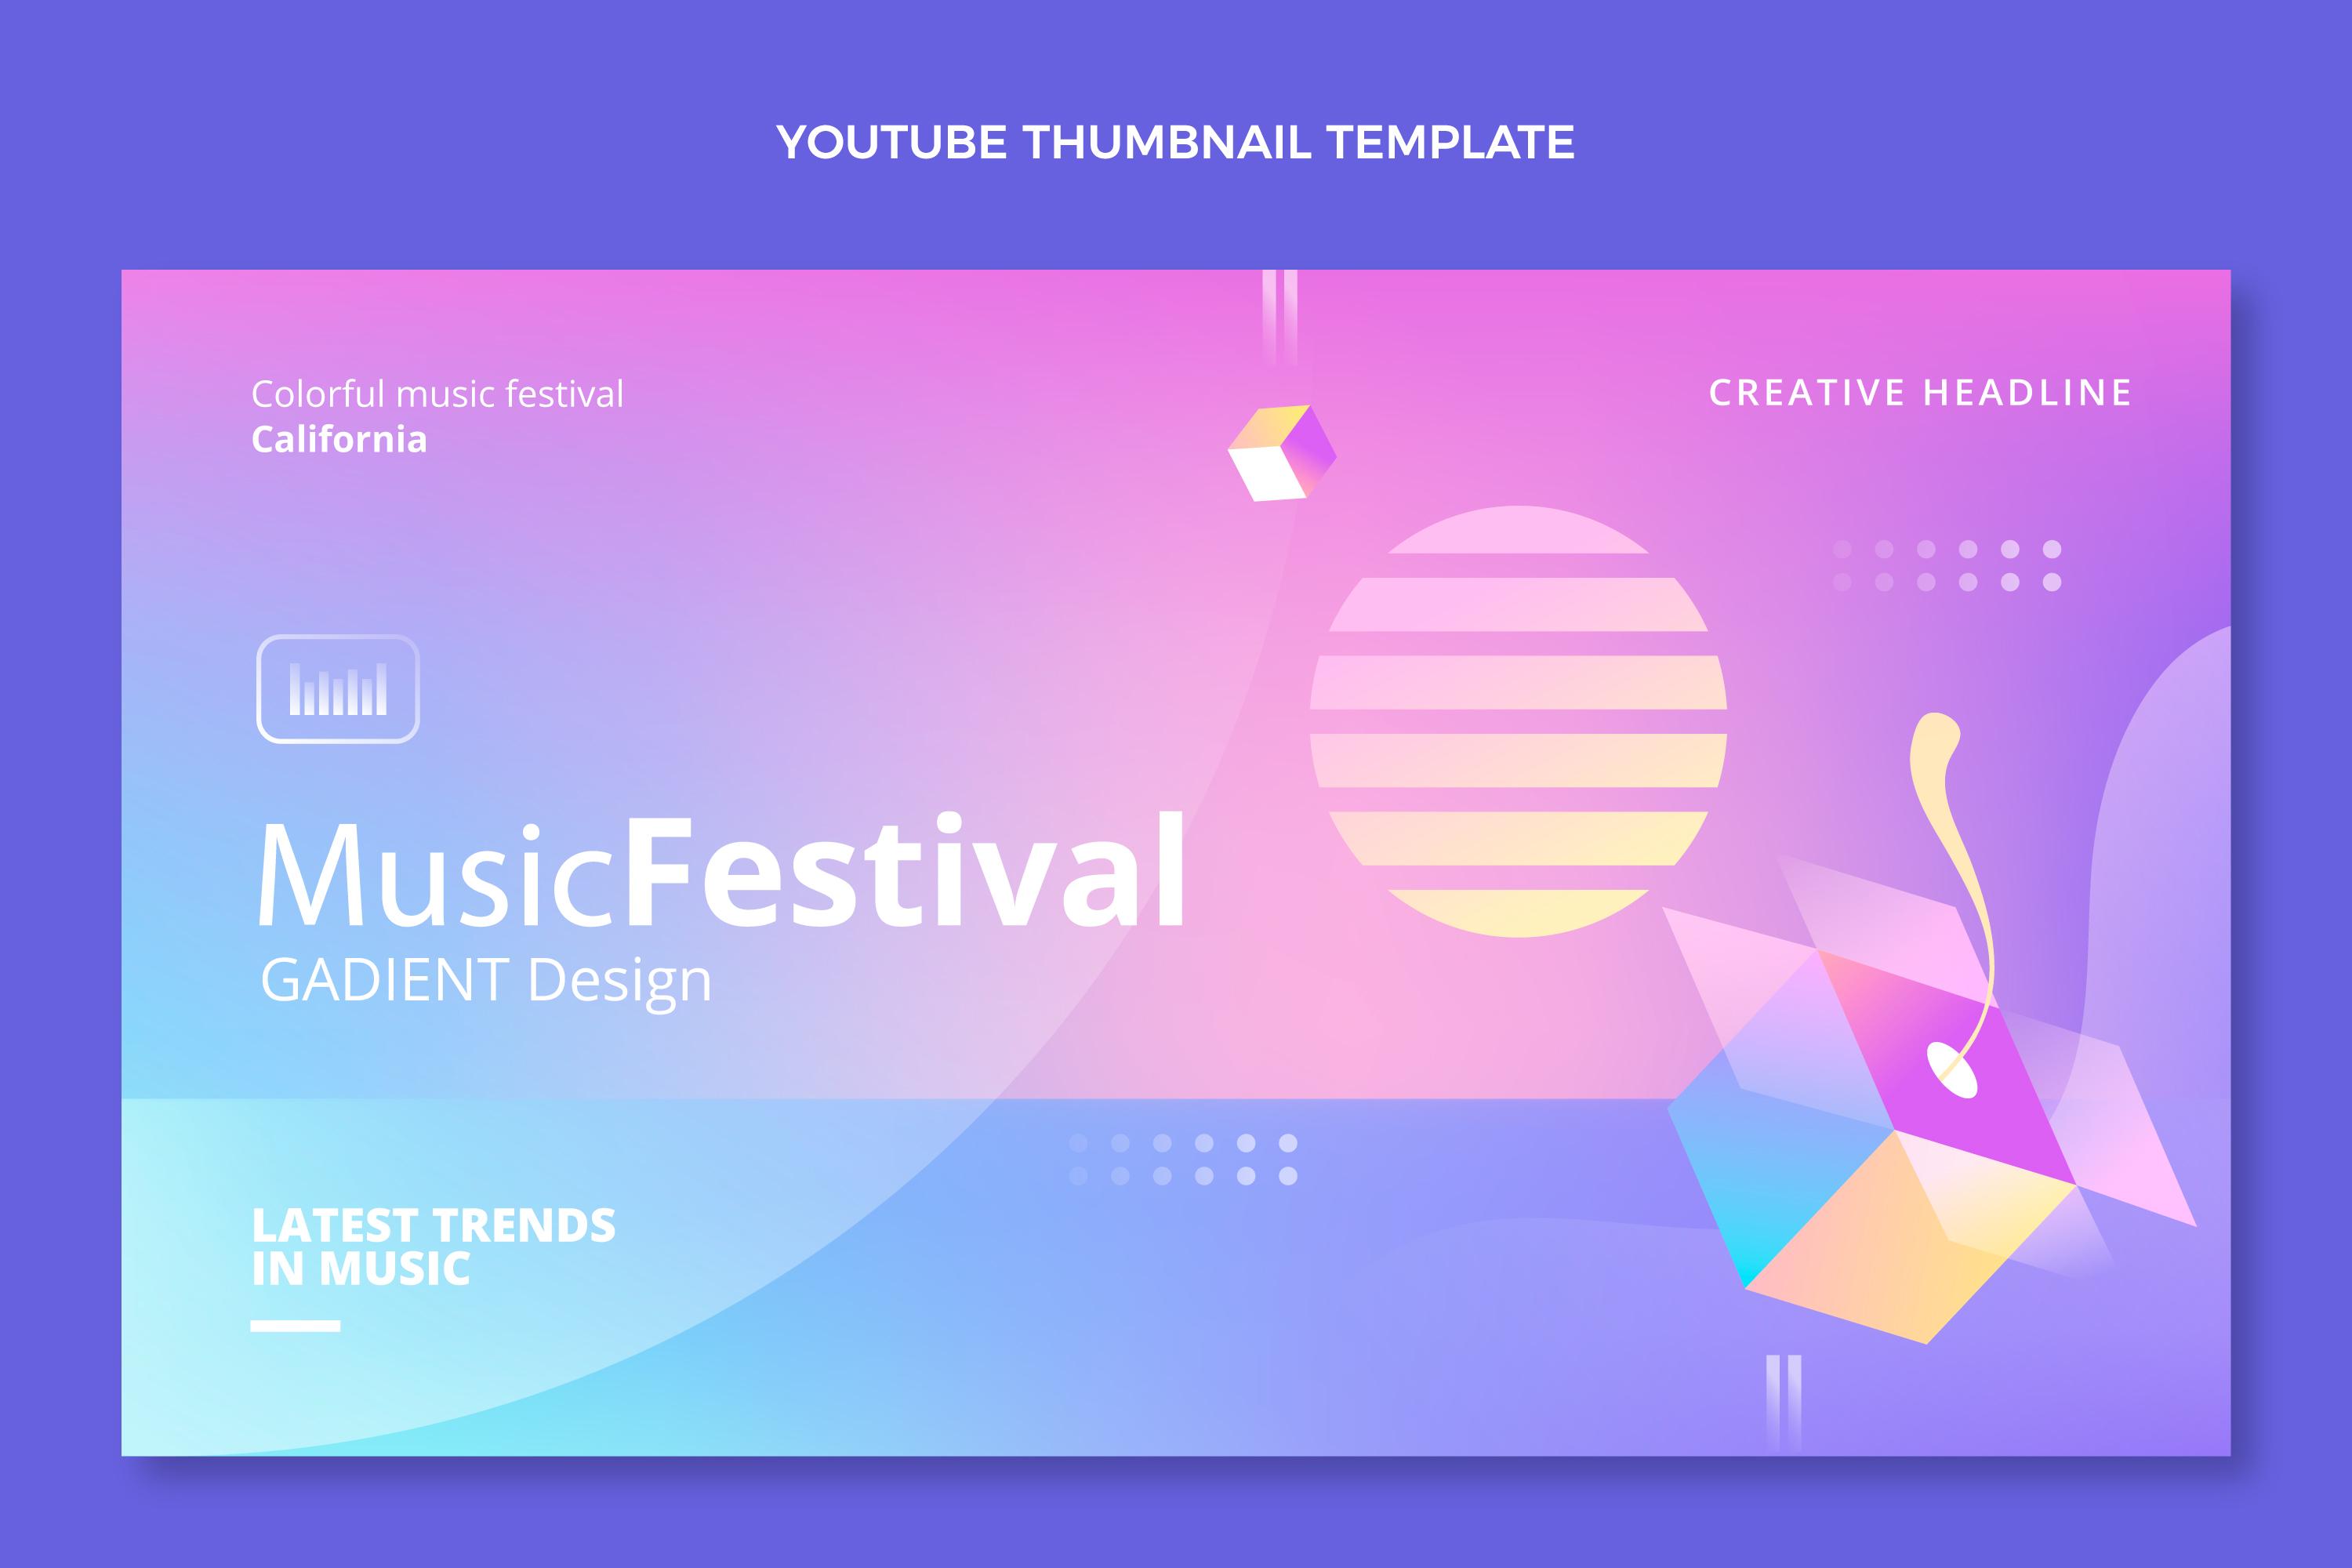 YOUTUBE THUMBNAIL TEMPLATE
Colorful music festival
California
CREATIVE HEADLINE
MusicFestival
GADIENT Design
LATEST TRENDS
IN MUSIC